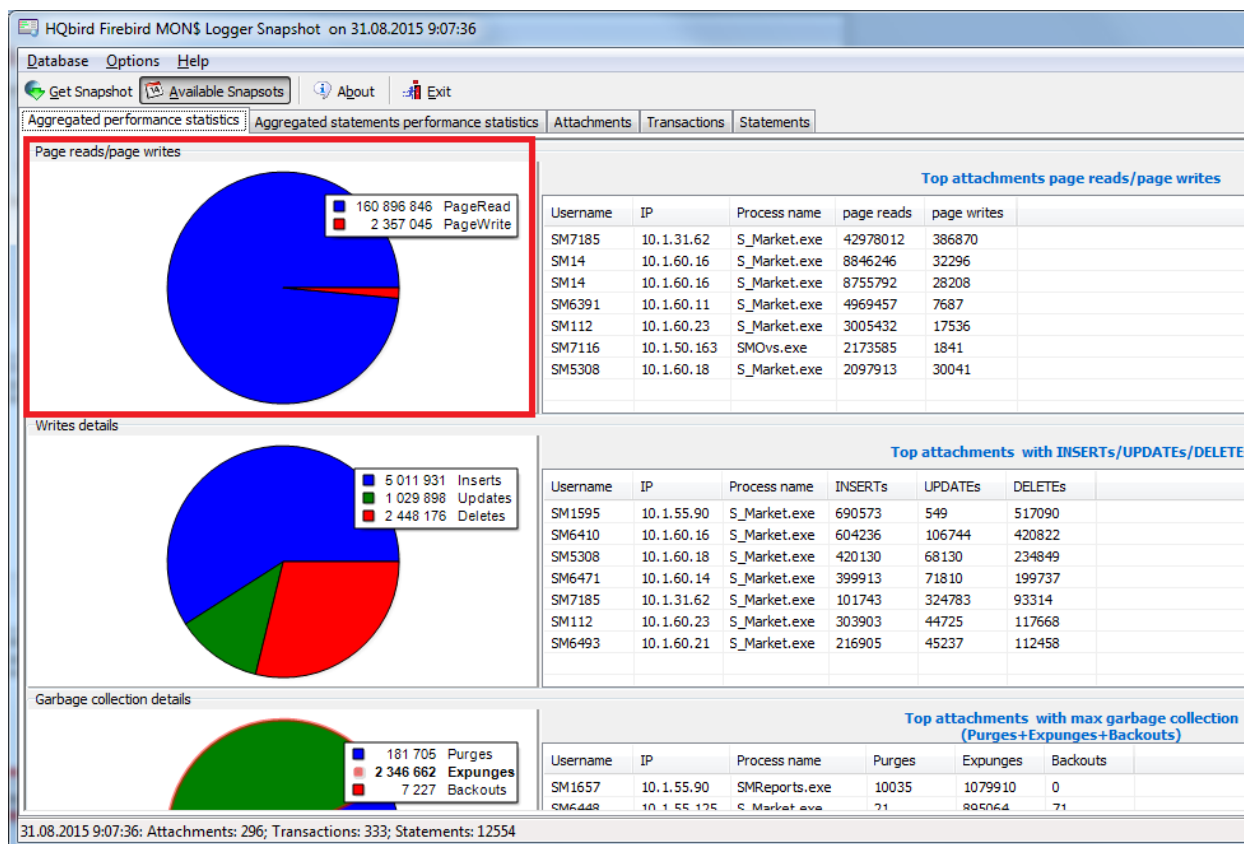 HQbird Firebird MON$ Logger Snapshot on 31.08.2015 9:07:36
Database Options Help
Get Snapshot Available Snapsots About Exit
Aggregated performance statistics Aggregated statements performance statistics Attachments Transactions Statements
Page reads/page writes
160 896 846 PageRead
2 357 045 PageWrite
Top attachments page reads/page writes
Username IP Process name page reads page writes
SM7185 10.1.31.62 S_Market.exe 42978012 386870
SM14 10.1.60.16 S_Market.exe 8846246 32296
SM14 10.1.60.16 S_Market.exe 8755792 28208
SM6391 10.1.60.11 S_Market.exe 4969457 7687
SM112 10.1.60.23 S_Market.exe 3005432 17536
SM7116 10.1.50.163 SMOvs.exe 2173585 1841
SM5308 10.1.60.18 S_Market.exe 2097913 30041
Writes details
5 011 931 Inserts
1 029 898 Updates
2 448 176 Deletes
Top attachments with INSERTs/UPDATEs/DELETE
Username IP Process name INSERTs UPDATEs DELETEs
SM1595 10.1.55.90 S_Market.exe 690573 549 517090
SM6410 10.1.60.16 S_Market.exe 604236 106744 420822
SM5308 10.1.60.18 S_Market.exe 420130 68130 234849
SM6471 10.1.60.14 S_Market.exe 399913 71810 199737
SM7185 10.1.31.62 S_Market.exe 101743 324783 93314
SM112 10.1.60.23 S_Market.exe 303903 44725 117668
SM6493 10.1.60.21 S_Market.exe 216905 45237 112458
Garbage collection details
181 705 Purges
2 346 662 Expunges
7 227 Backouts
Top attachments with max garbage collection
(Purges+Expunges+Backouts)
Username IP Process name Purges Expunges Backouts
SM1657 10.1.55.90 SMReports.exe 10035 1079910 0
SM6448 10.1.55.125 S_Market.exe 21 895064 71
31.08.2015 9:07:36: Attachments: 296; Transactions: 333; Statements: 12554